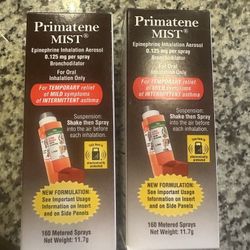 Primatene
MIST®
Epinephrine Inhalation Aerosol
0.125 mg per spray
Bronchodilator
For Oral
Inhalation Only
For TEMPORARY relief
of MILD symptoms
of INTERMITTENT asthma
Suspension:
Shake then Spray
into the air before
each inhalation.
NEW FORMULATION:
See Important Usage
Information on Insert
and on Side Panels
160 Metered Sprays
Net Weight: 11.7g
Primatene
MIST®
Epinephrine Inhalation Aerosol
0.125 mg per spray
Bronchodilator
For Oral
Inhalation Only
For TEMPORARY relief
of MILD symptoms
of INTERMITTENT asthma
Suspension:
Shake then Spray
into the air before
each inhalation.
NEW FORMULATION:
See Important Usage
Information on Insert
and on Side Panels
160 Metered Sprays
Net Weight: 11.7g